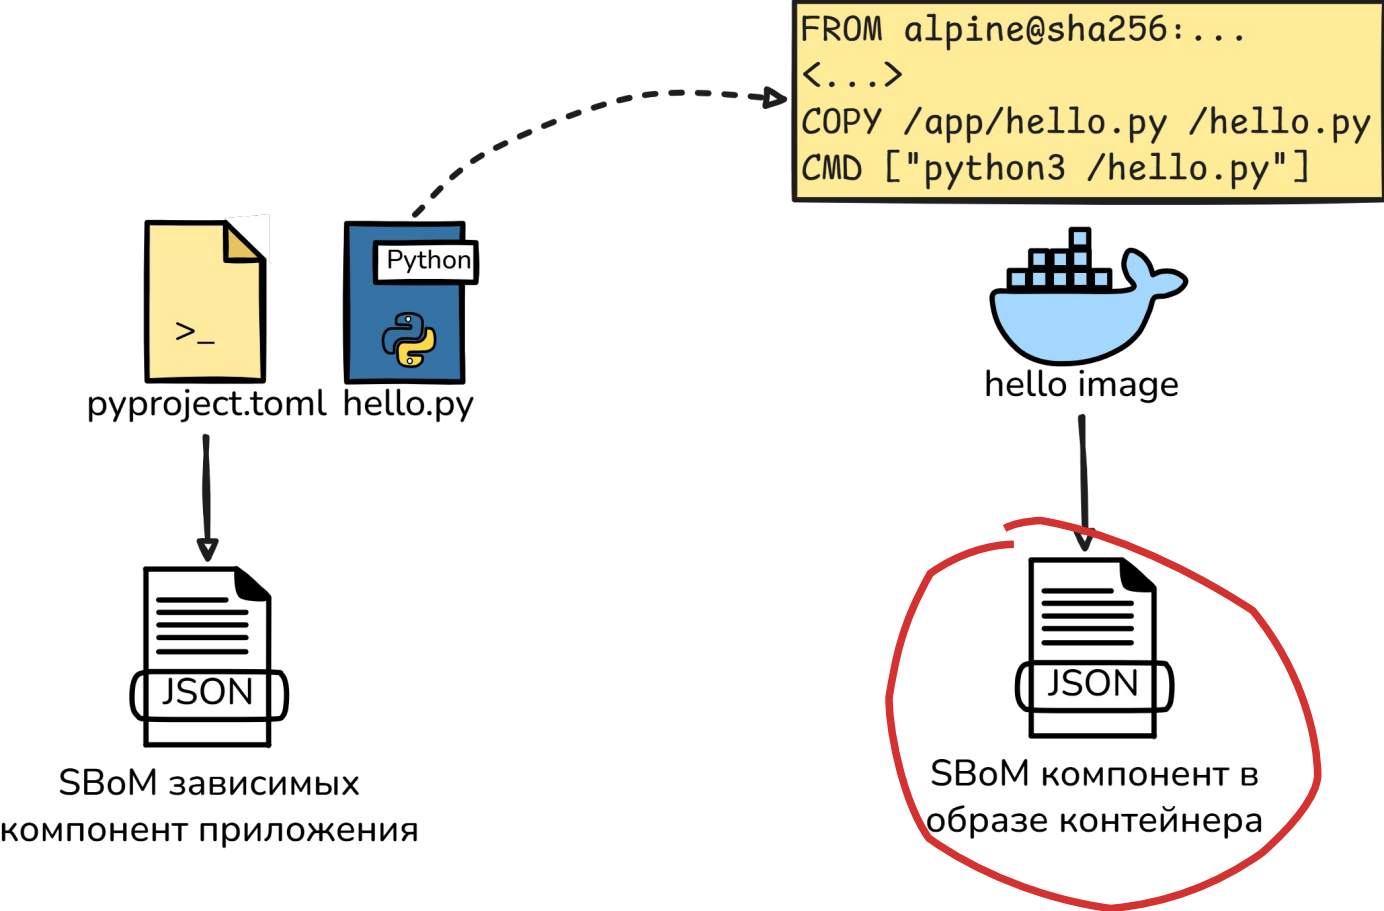 FROM alpine@sha256:...
<...>
COPY /app/hello.py /hello.py
CMD ["python3 /hello.py"]
Python
>_
pyproject.toml
hello.py
hello image
JSON
SBoM зависимых
компонент приложения
JSON
SBoM компонент в
образе контейнера